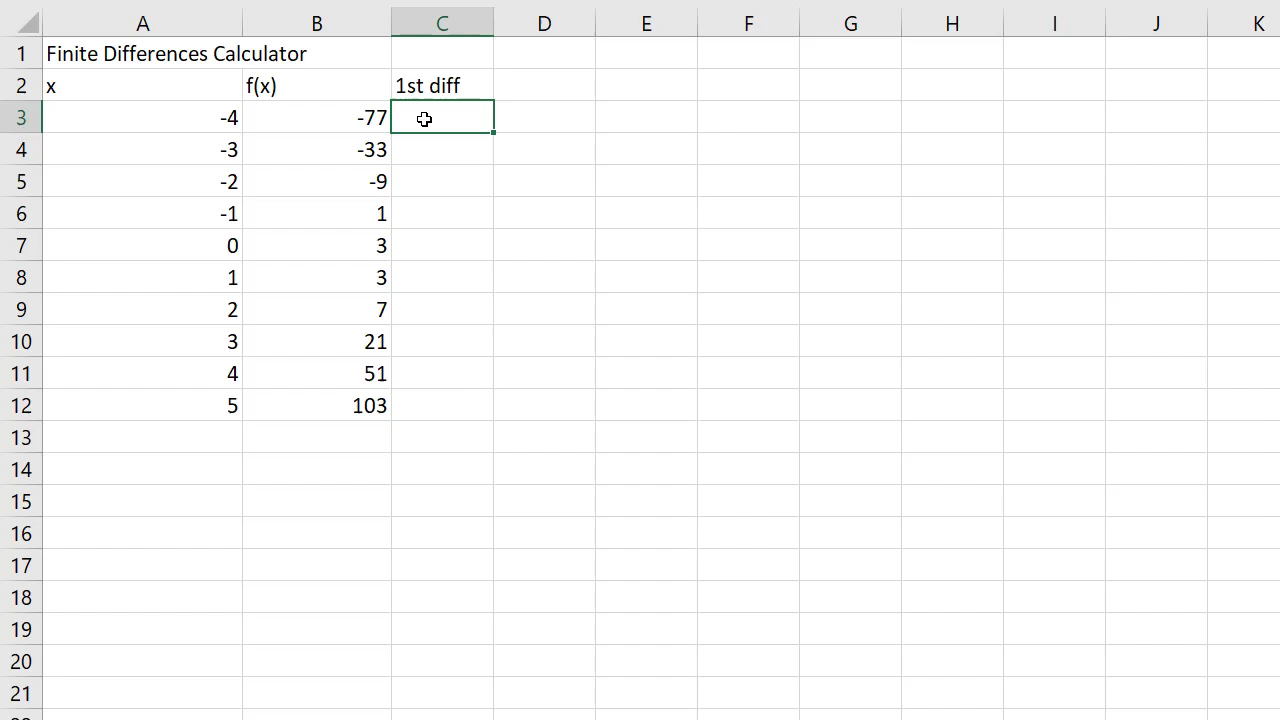 A B C D E F G H I J K
1 Finite Differences Calculator
2 x f(x) 1st diff
3 -4 -77
4 -3 -33
5 -2 -9
6 -1 1
7 0 3
8 1 3
9 2 7
10 3 21
11 4 51
12 5 103
13
14
15
16
17
18
19
20
21